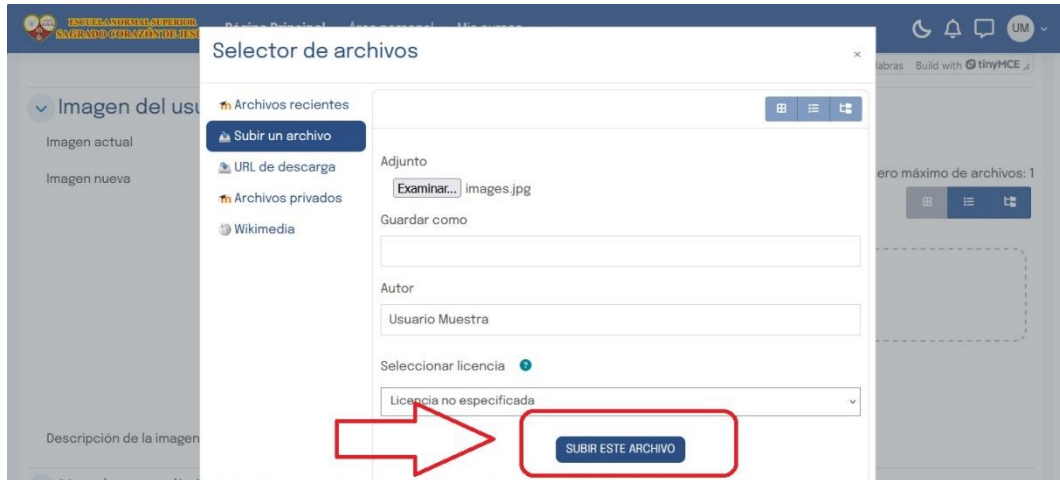 ESCUELA NORMAL SUPERIOR
SAGRADO CORAZÓN DE JESÚ
Página Principal Área personal Mis cursos
UM
Selector de archivos
×
labras Build with tinyMCE
Imagen del usu
Archivos recientes
Subir un archivo
Imagen actual
URL de descarga
Adjunto
ero máximo de archivos: 1
Imagen nueva
Archivos privados
Examinar... images.jpg
Wikimedia
Guardar como
Autor
Usuario Muestra
Seleccionar licencia ?
Licencia no especificada
Descripción de la imagen
SUBIR ESTE ARCHIVO